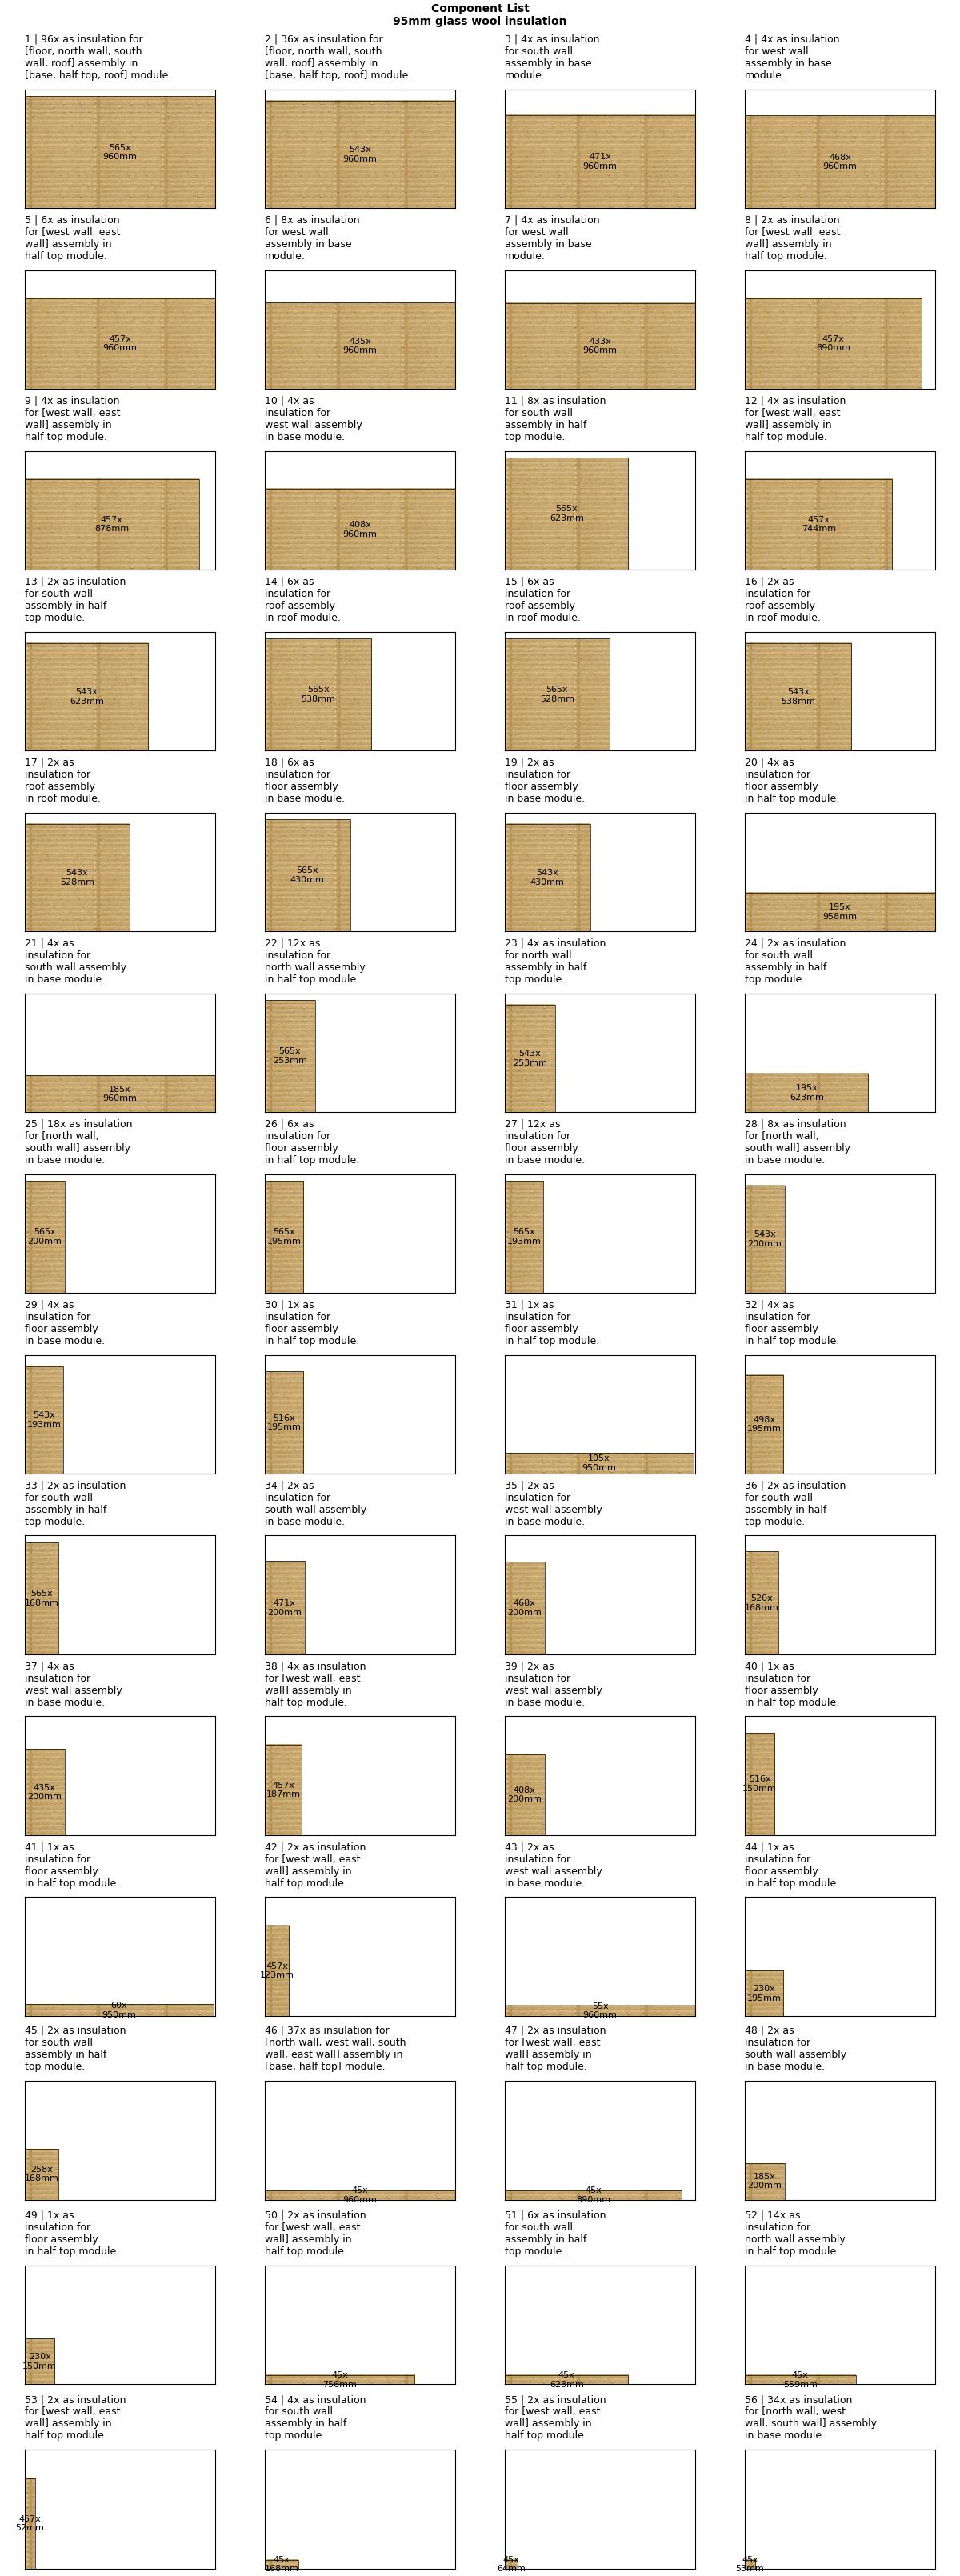 Component List
95mm glass wool insulation
1 | 96x as insulation for
[floor, north wall, south
wall, roof] assembly in
[base, half top, roof] module.
2 | 36x as insulation for
[floor, north wall, south
wall, roof] assembly in
[base, half top, roof] module.
3 | 4x as insulation
for south wall
assembly in base
module.
4 | 4x as insulation
for west wall
assembly in base
module.
565x
960mm
543x
960mm
471x
960mm
468x
960mm
5 | 6x as insulation
for [west wall, east
wall] assembly in
half top module.
6 | 8x as insulation
for west wall
assembly in base
module.
7 | 4x as insulation
for west wall
assembly in base
module.
8 | 2x as insulation
for [west wall, east
wall] assembly in
half top module.
457x
960mm
435x
960mm
433x
960mm
457x
890mm
9 | 4x as insulation
for [west wall, east
wall] assembly in
half top module.
10 | 4x as
insulation for
west wall assembly
in base module.
11 | 8x as insulation
for south wall
assembly in half
top module.
12 | 4x as insulation
for [west wall, east
wall] assembly in
half top module.
457x
878mm
408x
960mm
565x
623mm
457x
744mm
13 | 2x as insulation
for south wall
assembly in half
top module.
14 | 6x as
insulation for
roof assembly
in roof module.
15 | 6x as
insulation for
roof assembly
in roof module.
16 | 2x as
insulation for
roof assembly
in roof module.
543x
623mm
565x
538mm
565x
528mm
543x
538mm
17 | 2x as
insulation for
roof assembly
in roof module.
18 | 6x as
insulation for
floor assembly
in base module.
19 | 2x as
insulation for
floor assembly
in base module.
20 | 4x as
insulation for
floor assembly
in half top module.
543x
528mm
565x
430mm
543x
430mm
195x
958mm
21 | 4x as
insulation for
south wall assembly
in base module.
22 | 12x as
insulation for
north wall assembly
in half top module.
23 | 4x as insulation
for north wall
assembly in half
top module.
24 | 2x as insulation
for south wall
assembly in half
top module.
185x
960mm
565x
253mm
543x
253mm
195x
623mm
25 | 18x as insulation
for [north wall,
south wall] assembly
in base module.
26 | 6x as
insulation for
floor assembly
in half top module.
27 | 12x as
insulation for
floor assembly
in base module.
28 | 8x as insulation
for [north wall,
south wall] assembly
in base module.
565x
200mm
565x
195mm
565x
193mm
543x
200mm
29 | 4x as
insulation for
floor assembly
in base module.
30 | 1x as
insulation for
floor assembly
in half top module.
31 | 1x as
insulation for
floor assembly
in half top module.
32 | 4x as
insulation for
floor assembly
in half top module.
543x
193mm
516x
195mm
105x
950mm
498x
195mm
33 | 2x as insulation
for south wall
assembly in half
top module.
34 | 2x as
insulation for
south wall assembly
in base module.
35 | 2x as
insulation for
west wall assembly
in base module.
36 | 2x as insulation
for south wall
assembly in half
top module.
565x
168mm
471x
200mm
468x
200mm
520x
168mm
37 | 4x as
insulation for
west wall assembly
in base module.
38 | 4x as insulation
for [west wall, east
wall] assembly in
half top module.
39 | 2x as
insulation for
west wall assembly
in base module.
40 | 1x as
insulation for
floor assembly
in half top module.
435x
200mm
457x
187mm
408x
200mm
516x
150mm
41 | 1x as
insulation for
floor assembly
in half top module.
42 | 2x as insulation
for [west wall, east
wall] assembly in
half top module.
43 | 2x as
insulation for
west wall assembly
in base module.
44 | 1x as
insulation for
floor assembly
in half top module.
60x
950mm
457x
123mm
55x
960mm
230x
195mm
45 | 2x as insulation
for south wall
assembly in half
top module.
46 | 37x as insulation for
[north wall, west wall, south
wall, east wall] assembly in
[base, half top] module.
47 | 2x as insulation
for [west wall, east
wall] assembly in
half top module.
48 | 2x as
insulation for
south wall assembly
in base module.
258x
168mm
45x
960mm
45x
890mm
185x
200mm
49 | 1x as
insulation for
floor assembly
in half top module.
50 | 2x as insulation
for [west wall, east
wall] assembly in
half top module.
51 | 6x as insulation
for south wall
assembly in half
top module.
52 | 14x as
insulation for
north wall assembly
in half top module.
230x
150mm
45x
756mm
45x
623mm
45x
559mm
53 | 2x as insulation
for [west wall, east
wall] assembly in
half top module.
54 | 4x as insulation
for south wall
assembly in half
top module.
55 | 2x as insulation
for [west wall, east
wall] assembly in
half top module.
56 | 34x as insulation
for [north wall, west
wall, south wall] assembly
in base module.
457x
52mm
45x
168mm
45x
64mm
45x
53mm